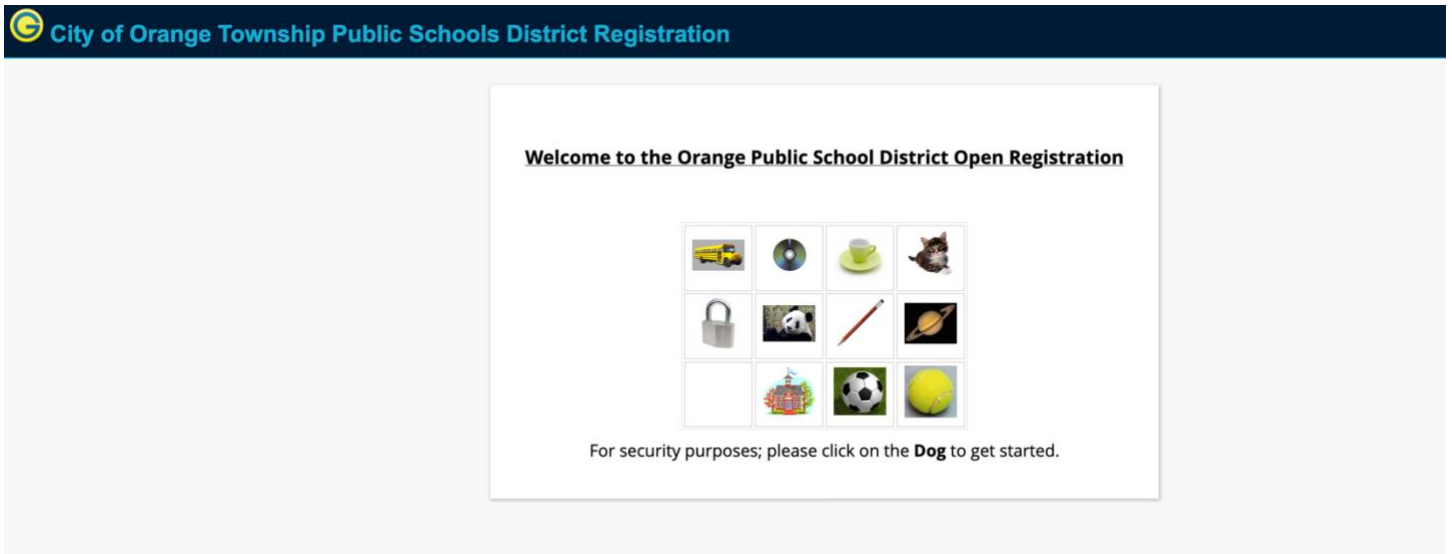 City of Orange Township Public Schools District Registration
Welcome to the Orange Public School District Open Registration
For security purposes; please click on the Dog to get started.